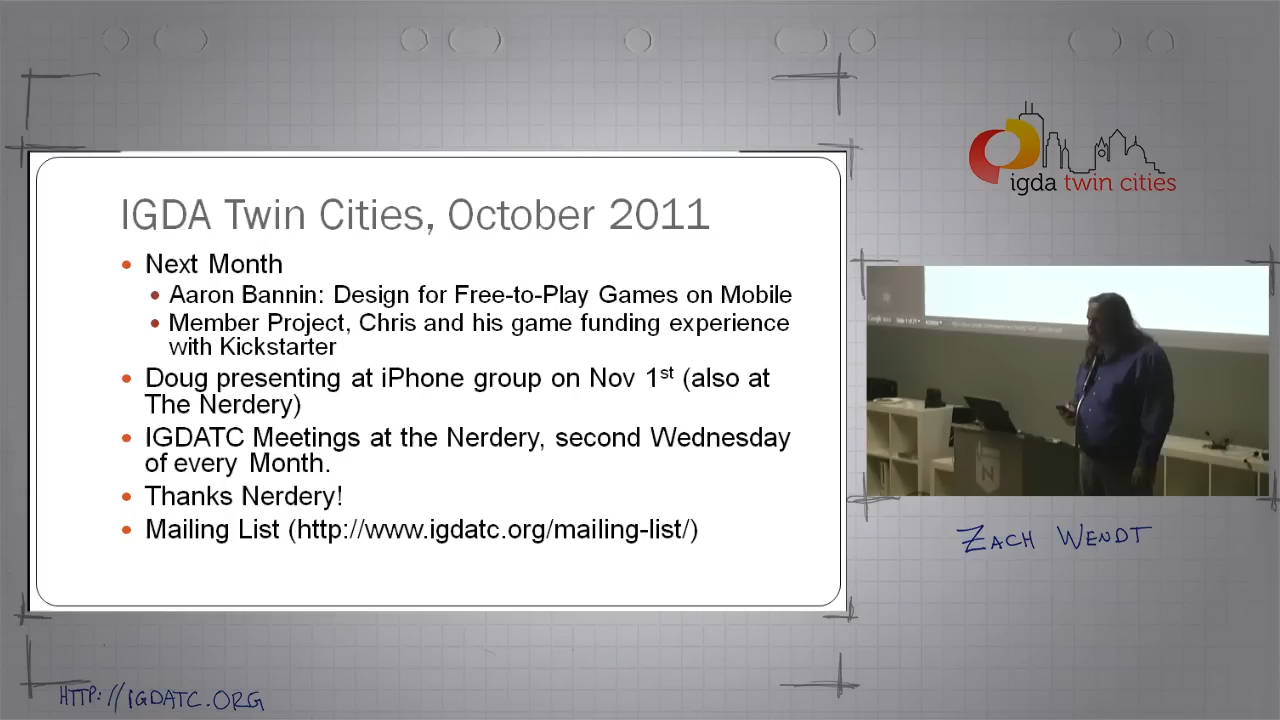 IGDA Twin Cities, October 2011
Next Month
Aaron Bannin: Design for Free-to-Play Games on Mobile
Member Project, Chris and his game funding experience
with Kickstarter
Doug presenting at iPhone group on Nov 1st (also at
The Nerdery)
IGDATC Meetings at the Nerdery, second Wednesday
of every Month.
Thanks Nerdery!
Mailing List (http://www.igdatc.org/mailing-list/)
igda twin cities
ZACH WENDT
HTTP://IGDATC.ORG